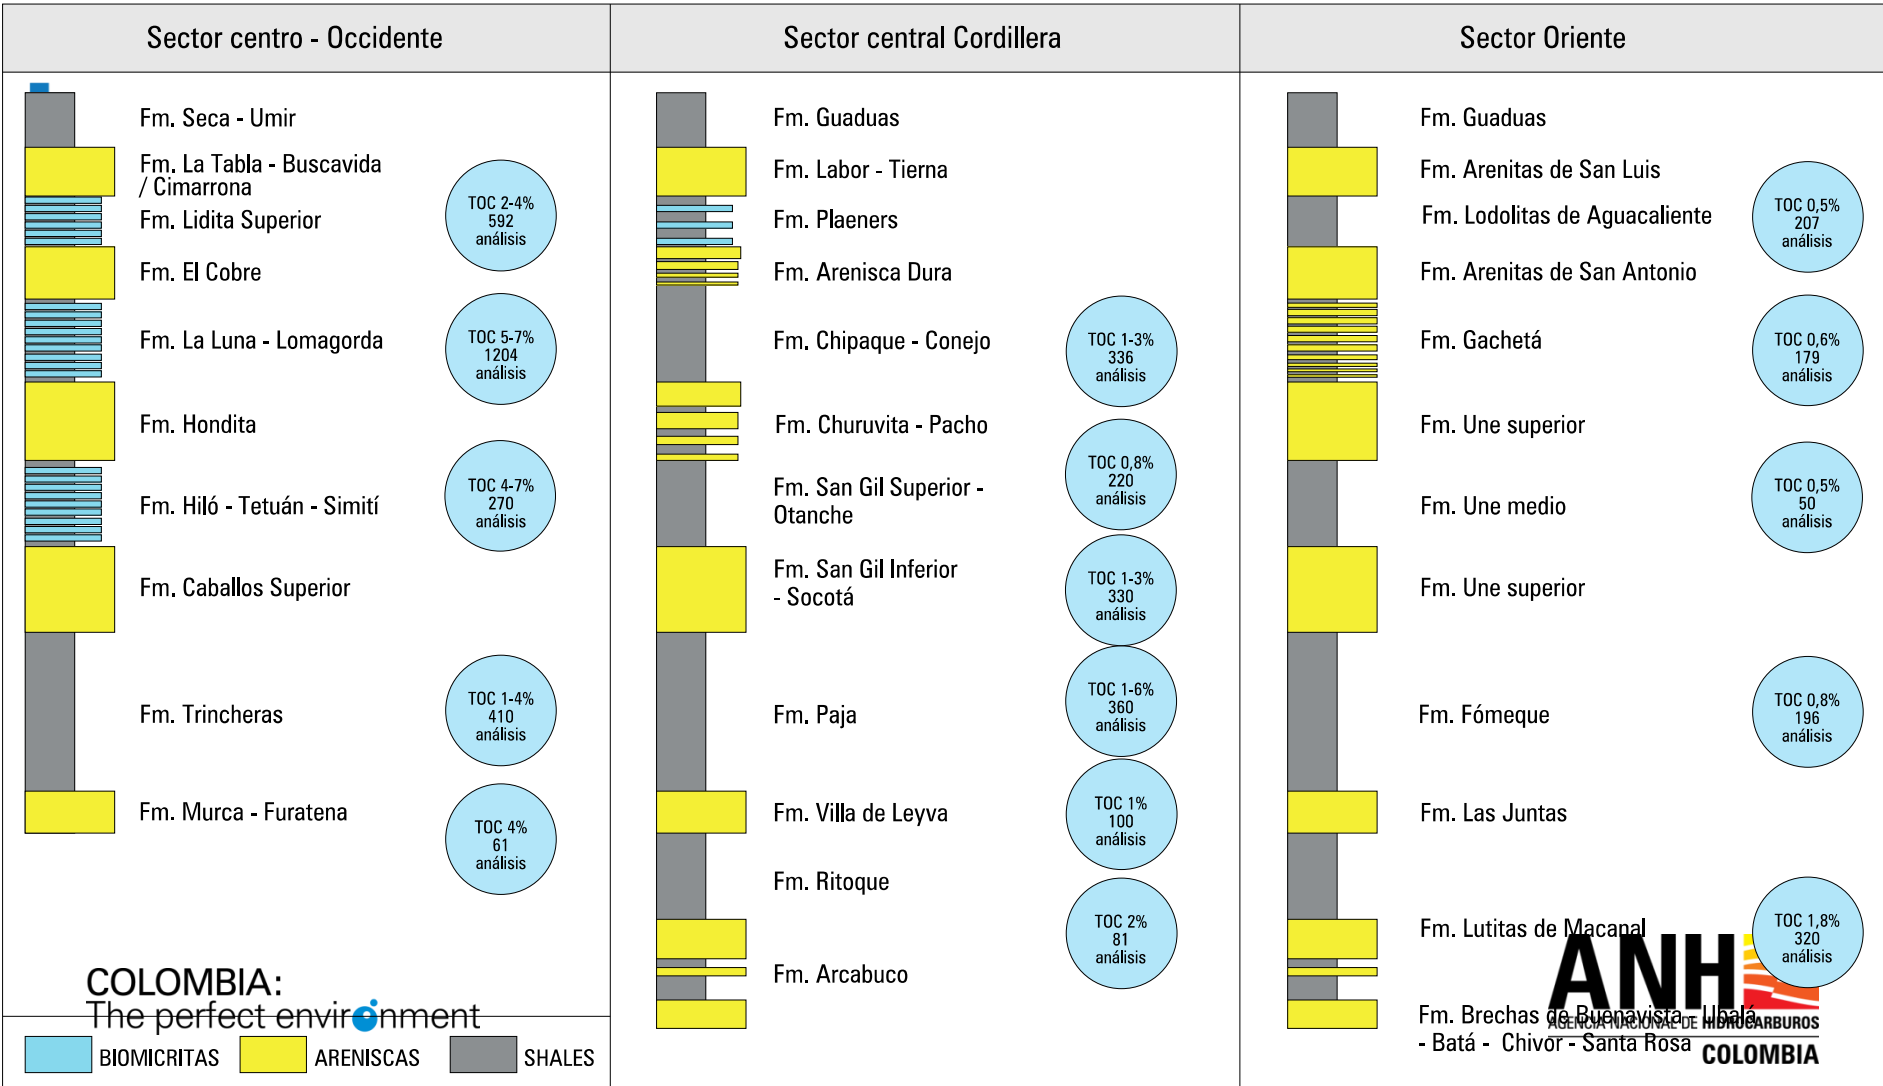 Sector centro - Occidente
Fm. Seca - Umir
Fm. La Tabla - Buscavida
/ Cimarrona
Fm. Lidita Superior
TOC 2-4%
592
análisis
Fm. El Cobre
Fm. La Luna - Lomagorda
TOC 5-7%
1204
análisis
Fm. Hondita
Fm. Hiló - Tetuán - Simití
TOC 4-7%
270
análisis
Fm. Caballos Superior
Fm. Trincheras
TOC 1-4%
410
análisis
Fm. Murca - Furatena
TOC 4%
61
análisis
COLOMBIA:
The perfect environment
BIOMICRITAS
ARENISCAS
SHALES
Sector central Cordillera
Fm. Guaduas
Fm. Labor - Tierna
Fm. Plaeners
Fm. Arenisca Dura
Fm. Chipaque - Conejo
TOC 1-3%
336
análisis
Fm. Churuvita - Pacho
TOC 0,8%
220
análisis
Fm. San Gil Superior -
Otanche
Fm. San Gil Inferior
- Socotá
TOC 1-3%
330
análisis
Fm. Paja
TOC 1-6%
360
análisis
Fm. Villa de Leyva
TOC 1%
100
análisis
Fm. Ritoque
TOC 2%
81
análisis
Fm. Arcabuco
Sector Oriente
Fm. Guaduas
Fm. Arenitas de San Luis
Fm. Lodolitas de Aguacaliente
TOC 0,5%
207
análisis
Fm. Arenitas de San Antonio
Fm. Gachetá
TOC 0,6%
179
análisis
Fm. Une superior
Fm. Une medio
TOC 0,5%
50
análisis
Fm. Une superior
Fm. Fómeque
TOC 0,8%
196
análisis
Fm. Las Juntas
Fm. Lutitas de Macanal
TOC 1,8%
320
análisis
Fm. Brechas de Buenavista - Ubalá
- Batá - Chivor - Santa Rosa
ANH
AGENCIA NACIONAL DE HIDROCARBUROS
COLOMBIA